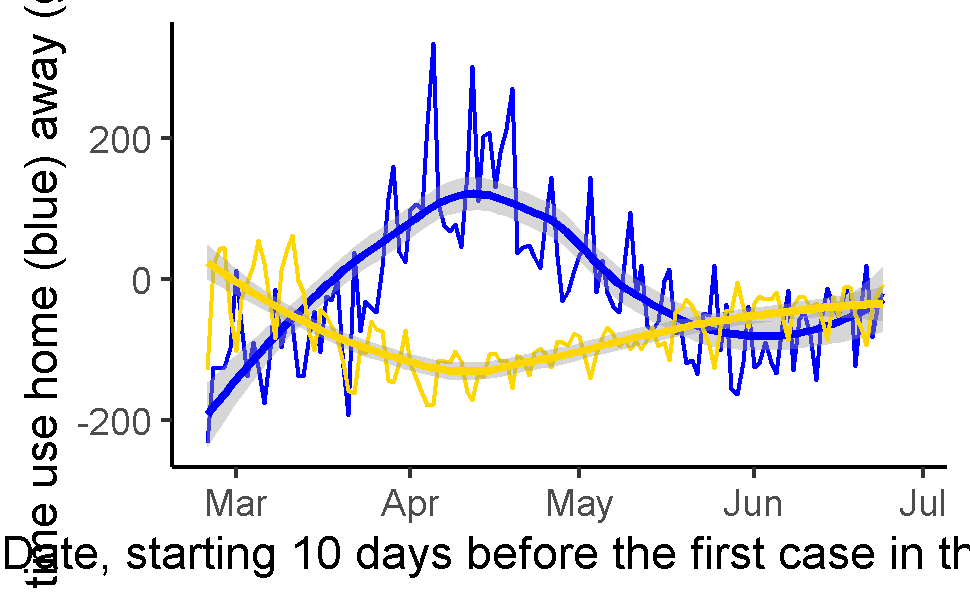 time use home (blue) away (
200
0
-200
Mar Apr May Jun Jul
Date, starting 10 days before the first case in th